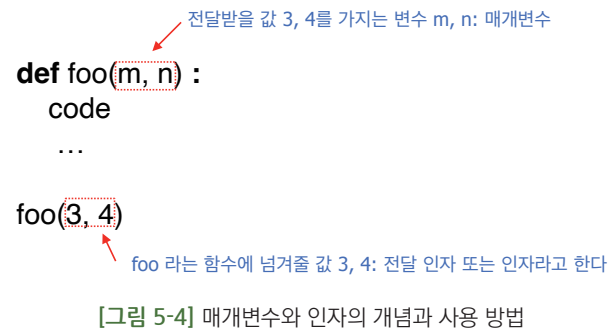 전달받을 값 3, 4를 가지는 변수 m, n: 매개변수
def foo(m, n) :
code
…
foo(3, 4)
foo 라는 함수에 넘겨줄 값 3, 4: 전달 인자 또는 인자라고 한다
[그림 5-4] 매개변수와 인자의 개념과 사용 방법